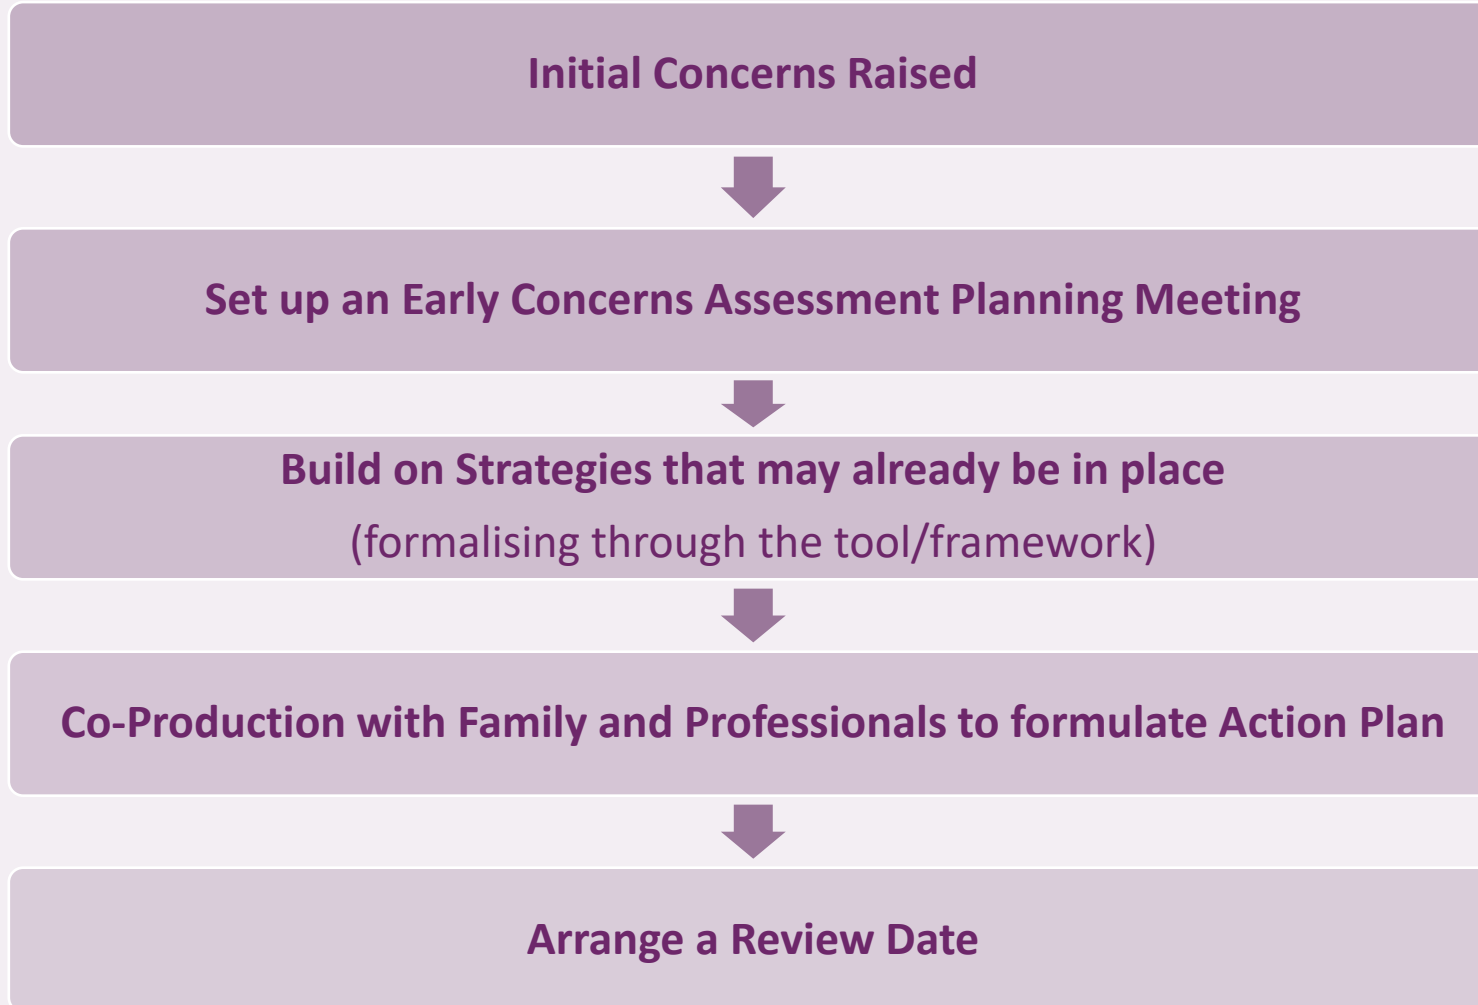 Initial Concerns Raised
Set up an Early Concerns Assessment Planning Meeting
Build on Strategies that may already be in place
(formalising through the tool/framework)
Co-Production with Family and Professionals to formulate Action Plan
Arrange a Review Date